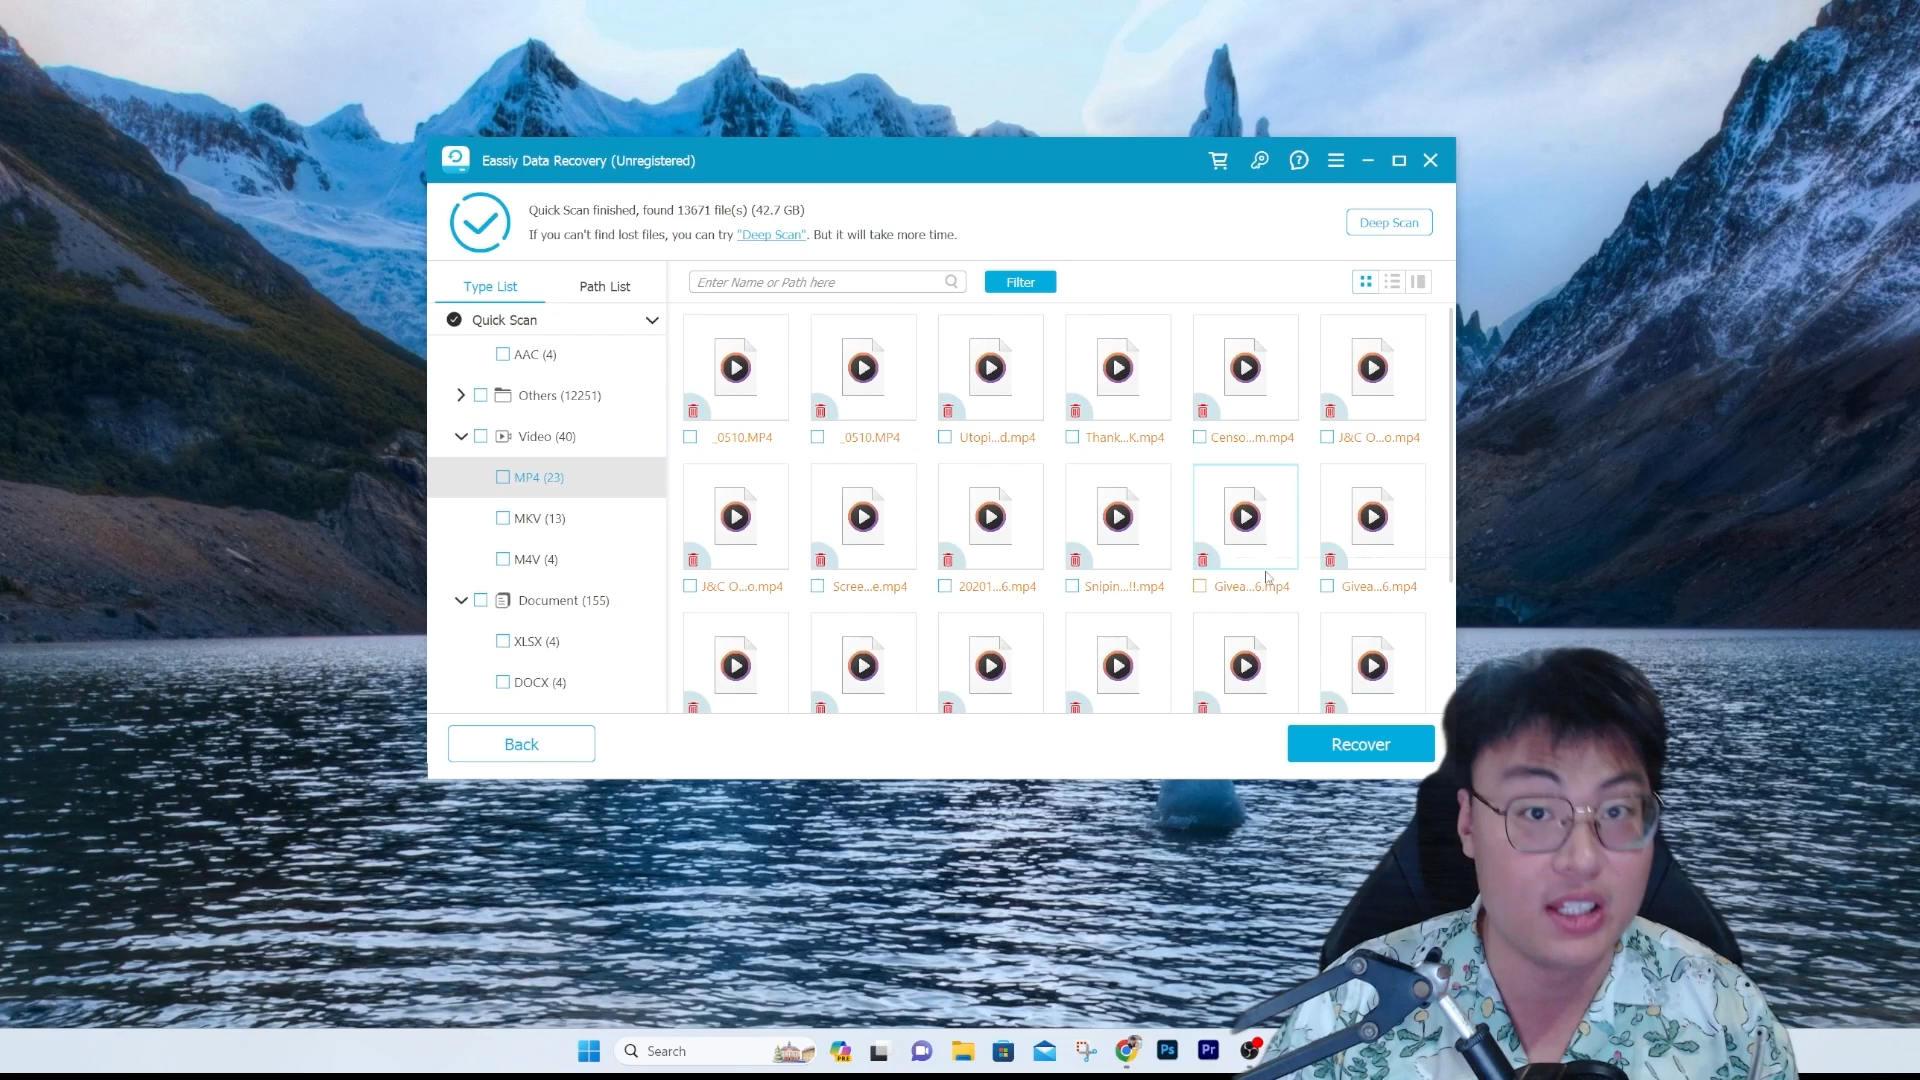 Eassiy Data Recovery (Unregistered)
Quick Scan finished, found 13671 file(s) (42.7 GB)
If you can't find lost files, you can try "Deep Scan". But it will take more time.
Deep Scan
Type List
Path List
Enter Name or Path here
Filter
Quick Scan
AAC (4)
Others (12251)
Video (40)
MP4 (23)
MKV (13)
M4V (4)
Document (155)
XLSX (4)
DOCX (4)
_0510.MP4
_0510.MP4
Utopi...d.mp4
Thank...K.mp4
Censo...m.mp4
J&C O...o.mp4
J&C O...o.mp4
Scree...e.mp4
20201...6.mp4
Snipin...!!.mp4
Givea...6.mp4
Givea...6.mp4
Back
Recover
Search
PRE
Ps
Pr